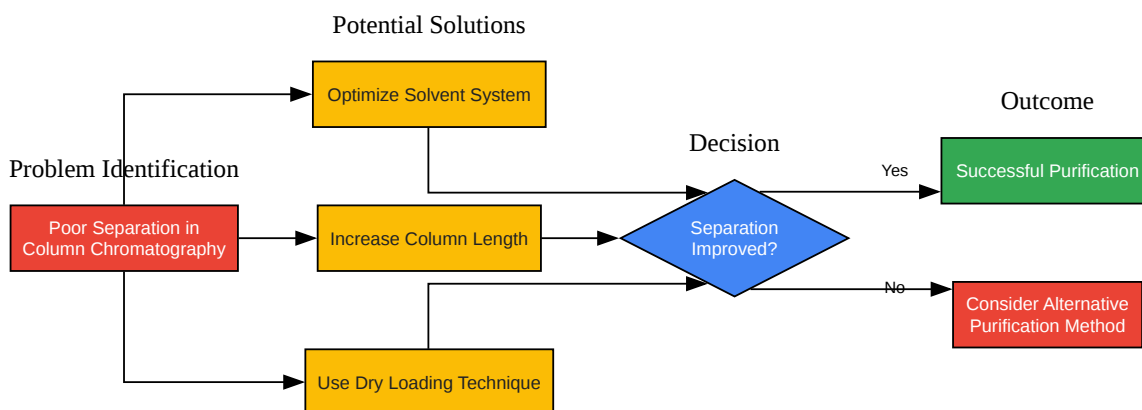 Potential Solutions
Optimize Solvent System
Outcome
Problem Identification
Decision
Yes
Successful Purification
Poor Separation in
Column Chromatography
Increase Column Length
Separation
Improved?
No
Consider Alternative
Purification Method
Use Dry Loading Technique